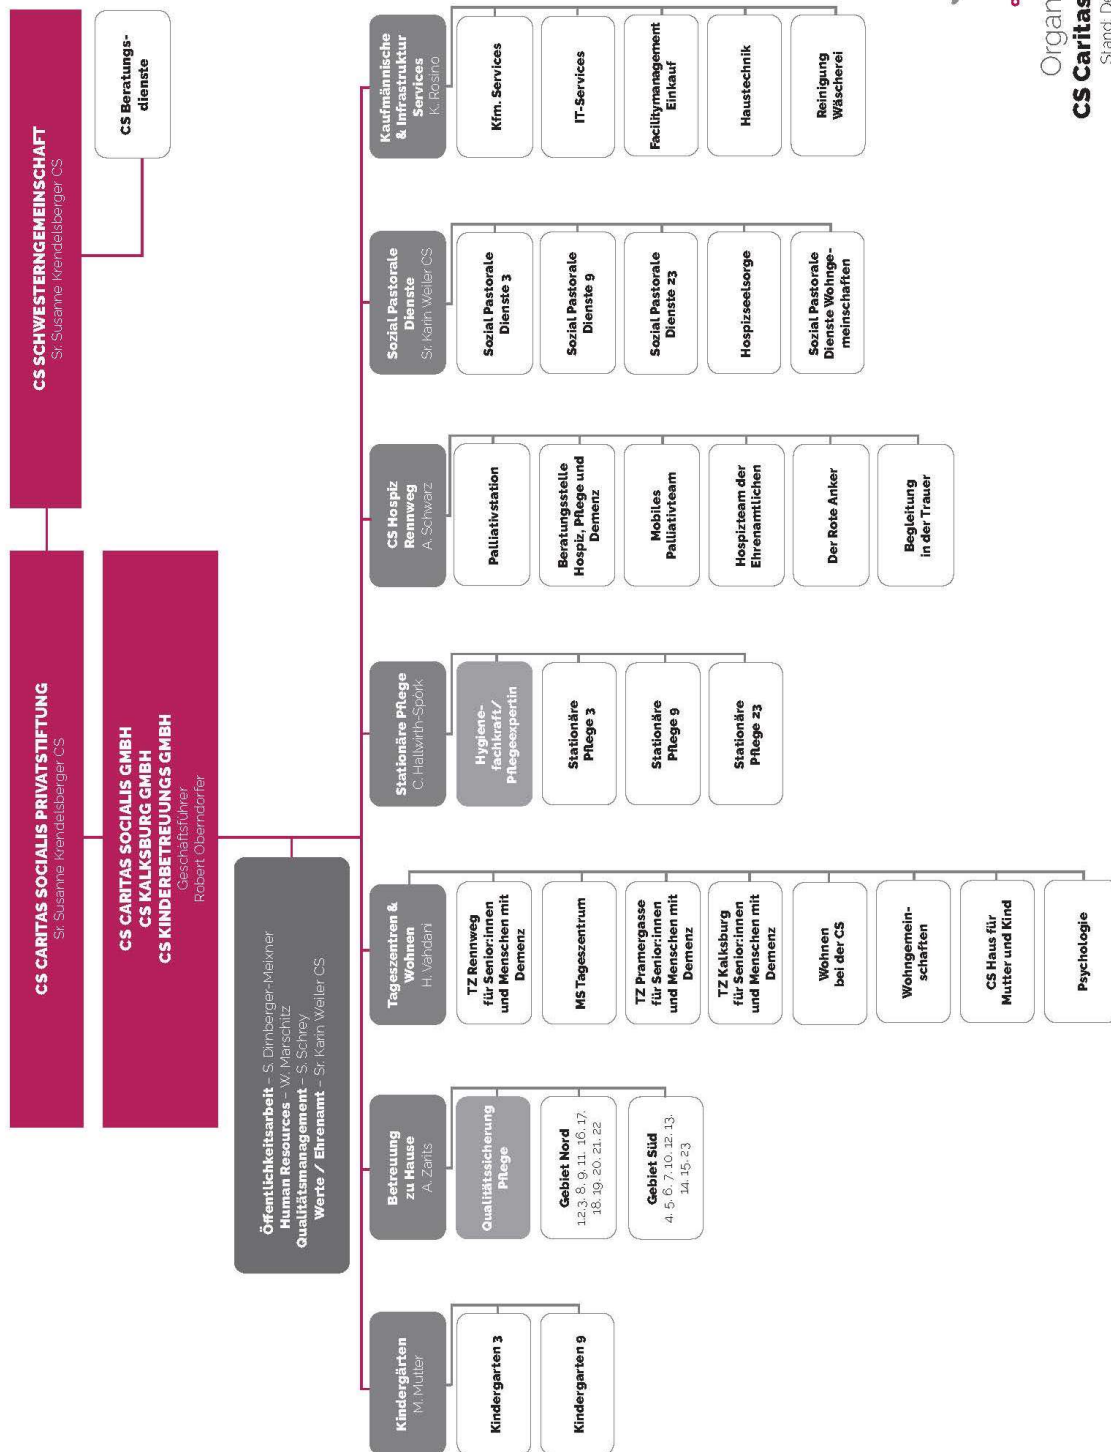 CS CARITAS SOCIALIS PRIVATSTIFTUNG
Sr. Susanne Krendelsberger CS
CS SCHWESTERNGEMEINSCHAFT
Sr. Susanne Krendelsberger CS
CS Beratungs-
dienste
CS CARITAS SOCIALIS GMBH
CS KALKSBURG GMBH
CS KINDERBETREUUNGS GMBH
Geschäftsführer
Robert Oberndorfer
Öffentlichkeitsarbeit – S. Dirnberger-Meixner
Human Resources – W. Marschitz
Qualitätsmanagement – S. Schrey
Werte / Ehrenamt – Sr. Karin Weiler CS
Kindergärten
M. Mutter
Kindergarten 3
Kindergarten 9
Betreuung
zu Hause
A. Zarits
Qualitätssicherung
Pflege
Gebiet Nord
1.2.3. 8. 9. 11. 16. 17.
18. 19. 20. 21. 22
Gebiet Süd
4. 5. 6. 7. 10. 12. 13.
14. 15. 23
Tageszentren &
Wohnen
H. Vahdani
TZ Rennweg
für Senior:innen
und Menschen mit
Demenz
MS Tageszentrum
TZ Pramergasse
für Senior:innen
und Menschen mit
Demenz
TZ Kalksburg
für Senior:innen
und Menschen mit
Demenz
Wohnen
bei der CS
Wohngemein-
schaften
CS Haus für
Mutter und Kind
Psychologie
Stationäre Pflege
C. Hallwirth-Spörk
Hygiene-
fachkraft/
Pflegeexpertin
Stationäre
Pflege 3
Stationäre
Pflege 9
Stationäre
Pflege 23
CS Hospiz
Rennweg
A. Schwarz
Palliativstation
Beratungsstelle
Hospiz, Pflege und
Demenz
Mobiles
Palliativteam
Hospizteam der
Ehrenamtlichen
Der Rote Anker
Begleitung
in der Trauer
Sozial Pastorale
Dienste
Sr. Karin Weiler CS
Sozial Pastorale
Dienste 3
Sozial Pastorale
Dienste 9
Sozial Pastorale
Dienste 23
Hospizseelsorge
Sozial Pastorale
Dienste Wohnge-
meinschaften
Kaufmännische
& Infrastruktur
Services
K. Rosino
Kfm. Services
IT-Services
Facilitymanagement
Einkauf
Haustechnik
Reinigung
Wäscherei
Organ
CS Caritas
Stand: De